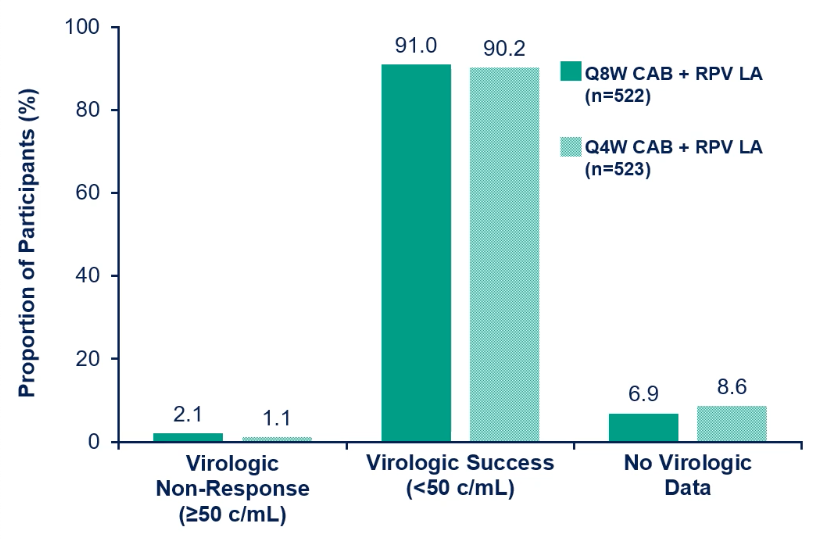 100
80
60
40
20
0
Proportion of Participants (%)
2.1
1.1
91.0
90.2
6.9
8.6
Q8W CAB + RPV LA
(n=522)
Q4W CAB + RPV LA
(n=523)
Virologic
Non-Response
(≥50 c/mL)
Virologic Success
(<50 c/mL)
No Virologic
Data